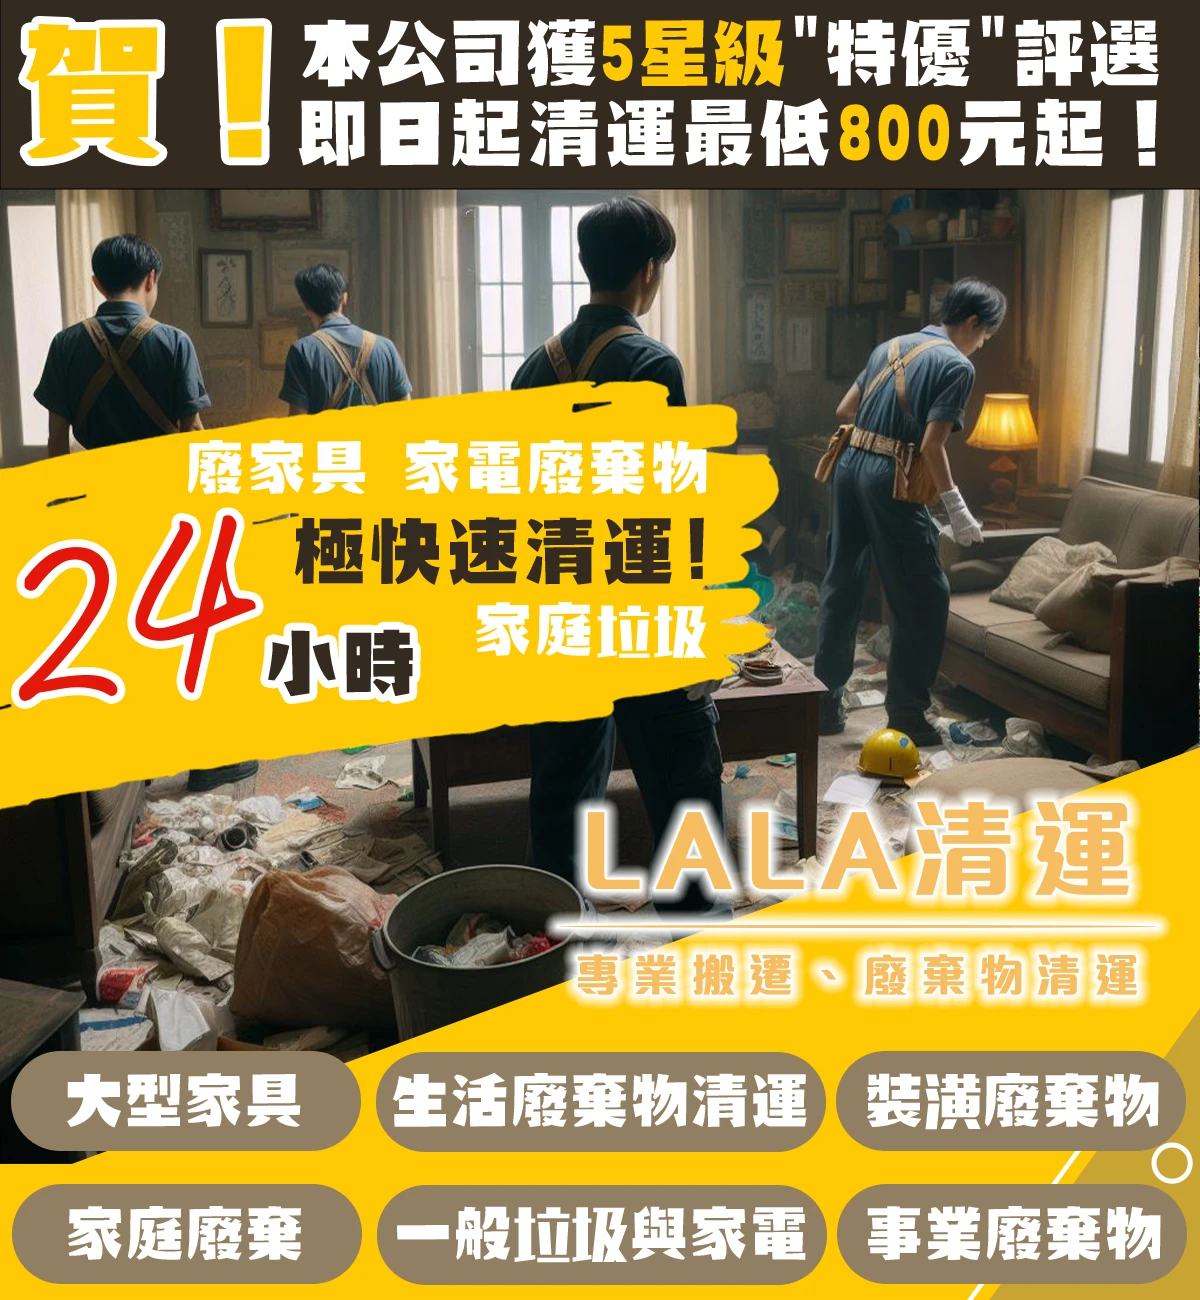 賀！
本公司獲5星級"特優"評選
即日起清運最低800元起！
廢家具 家電廢棄物
極快速清運!
24小時
家庭垃圾
LALA清運
專業搬遷、廢棄物清運
大型家具
生活廢棄物清運
裝潢廢棄物
家庭廢棄
一般垃圾與家電
事業廢棄物